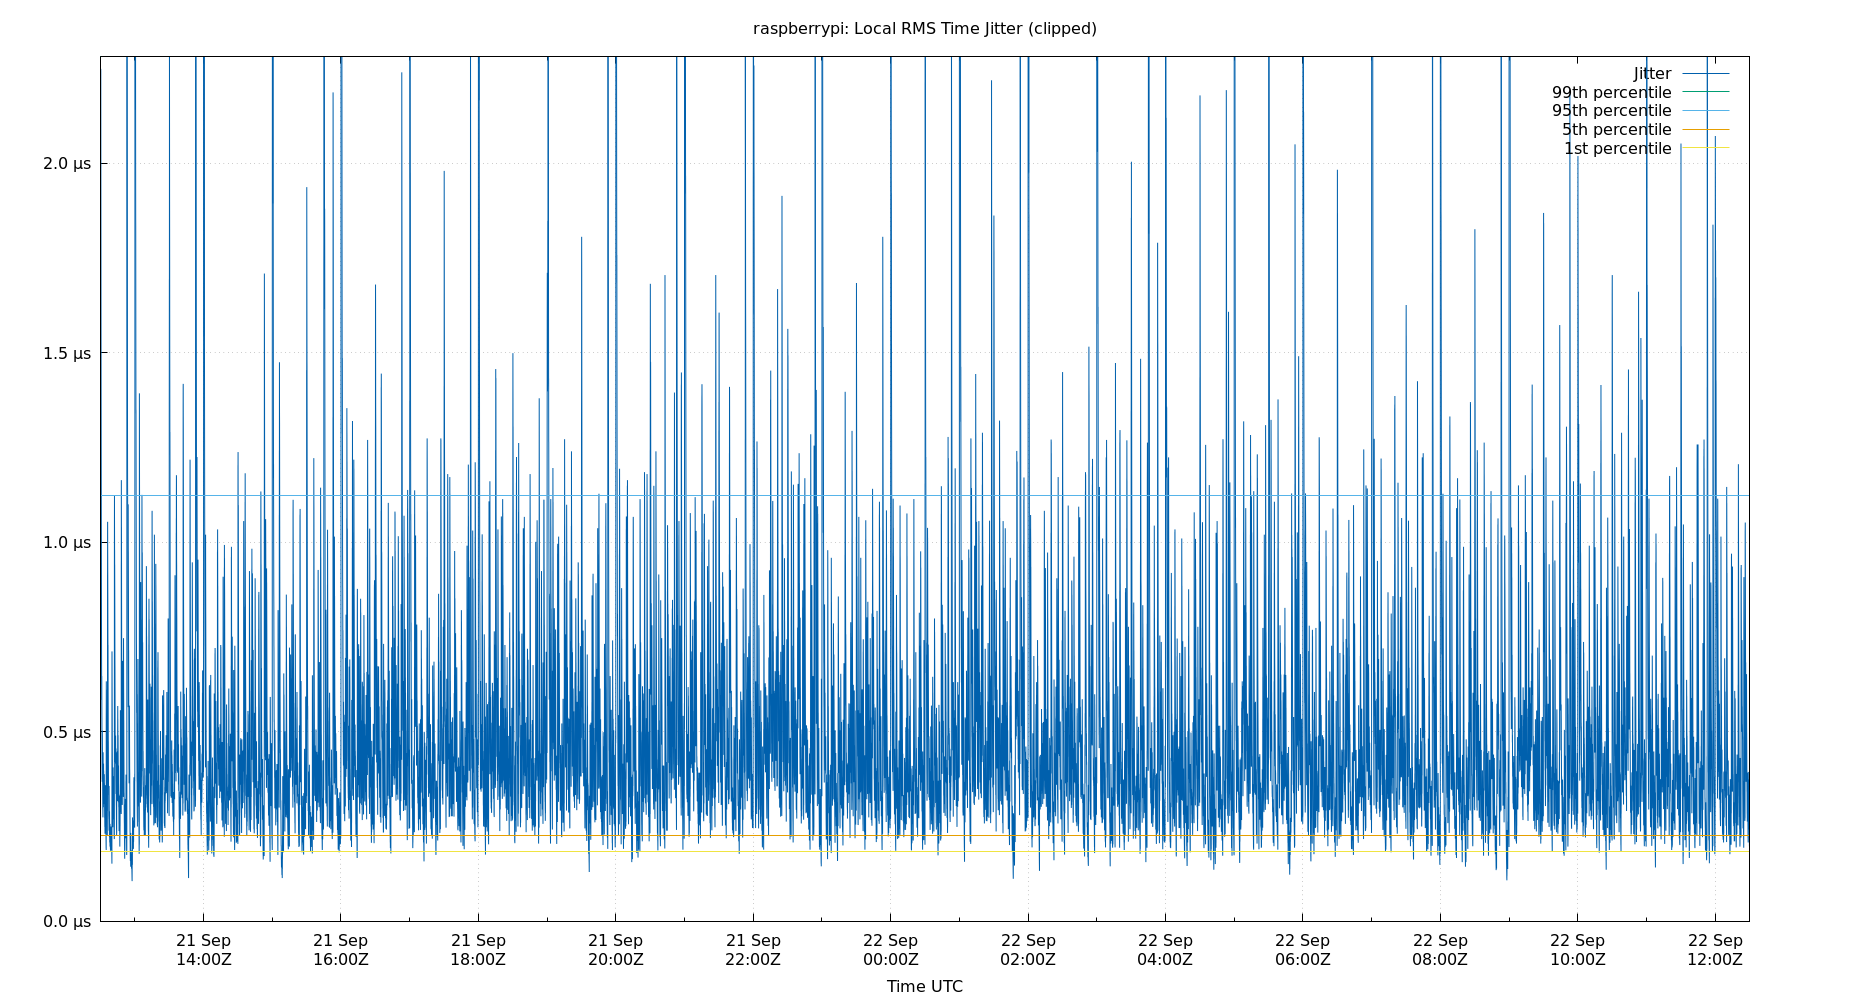 raspberrypi: Local RMS Time Jitter (clipped)
Jitter
99th percentile
95th percentile
5th percentile
1st percentile
2.0 µs
1.5 µs
1.0 µs
0.5 µs
0.0 µs
21 Sep 21 Sep 21 Sep 21 Sep 21 Sep 22 Sep 22 Sep 22 Sep 22 Sep 22 Sep 22 Sep 22 Sep
14:00Z 16:00Z 18:00Z 20:00Z 22:00Z 00:00Z 02:00Z 04:00Z 06:00Z 08:00Z 10:00Z 12:00Z
Time UTC